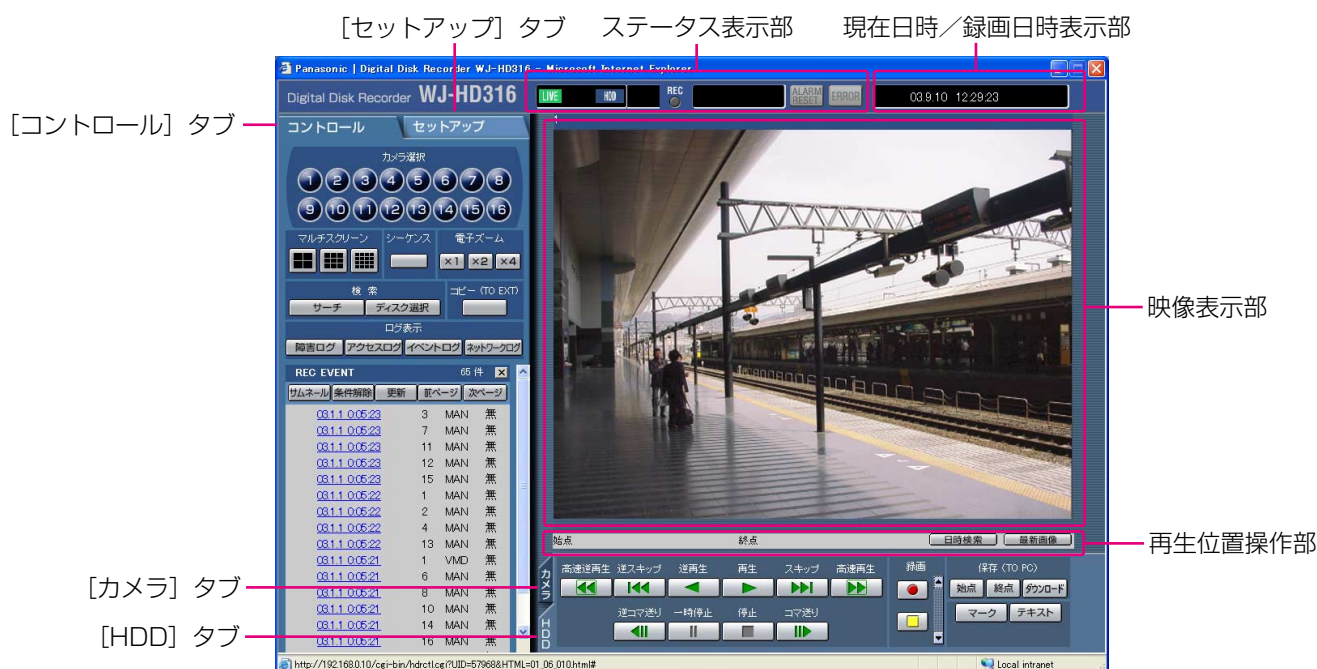 ［セットアップ］タブ ステータス表示部 現在日時／録画日時表示部
Panasonic | Digital Disk Recorder WJ-HD316 - Microsoft Internet Explorer
Digital Disk Recorder WJ-HD316 LIVE HDD REC ALARM RESET ERROR 03.9.10 12:29:23
［コントロール］タブ
コントロール セットアップ
カメラ選択
1 2 3 4 5 6 7 8
9 10 11 12 13 14 15 16
マルチスクリーン シーケンス 電子ズーム
×1 ×2 ×4
検 索 コピー (TO EXT)
サーチ ディスク選択
ログ表示
障害ログ アクセスログ イベントログ ネットワークログ
映像表示部
REC EVENT 65 件
サムネール 条件解除 更新 前ページ 次ページ
03.1.1 0:05:23 3 MAN 無
03.1.1 0:05:23 7 MAN 無
03.1.1 0:05:23 11 MAN 無
03.1.1 0:05:23 12 MAN 無
03.1.1 0:05:23 15 MAN 無
03.1.1 0:05:22 1 MAN 無
03.1.1 0:05:22 2 MAN 無
03.1.1 0:05:22 4 MAN 無
03.1.1 0:05:22 13 MAN 無
03.1.1 0:05:21 1 VMD 無
03.1.1 0:05:21 6 MAN 無
03.1.1 0:05:21 8 MAN 無
03.1.1 0:05:21 10 MAN 無
03.1.1 0:05:21 14 MAN 無
03.1.1 0:05:21 16 MAN 無
始点 終点 日時検索 最新画像
再生位置操作部
［カメラ］タブ
［HDD］タブ
カメラ
HDD
高速逆再生 逆スキップ 逆再生 再生 スキップ 高速再生 録画 保存 (TO PC)
始点 終点 ダウンロード
逆コマ送り 一時停止 停止 コマ送り
マーク テキスト
http://192.168.0.10/cgi-bin/hdrctl.cgi?UID=57968&HTML=01_06_010.html# Local intranet